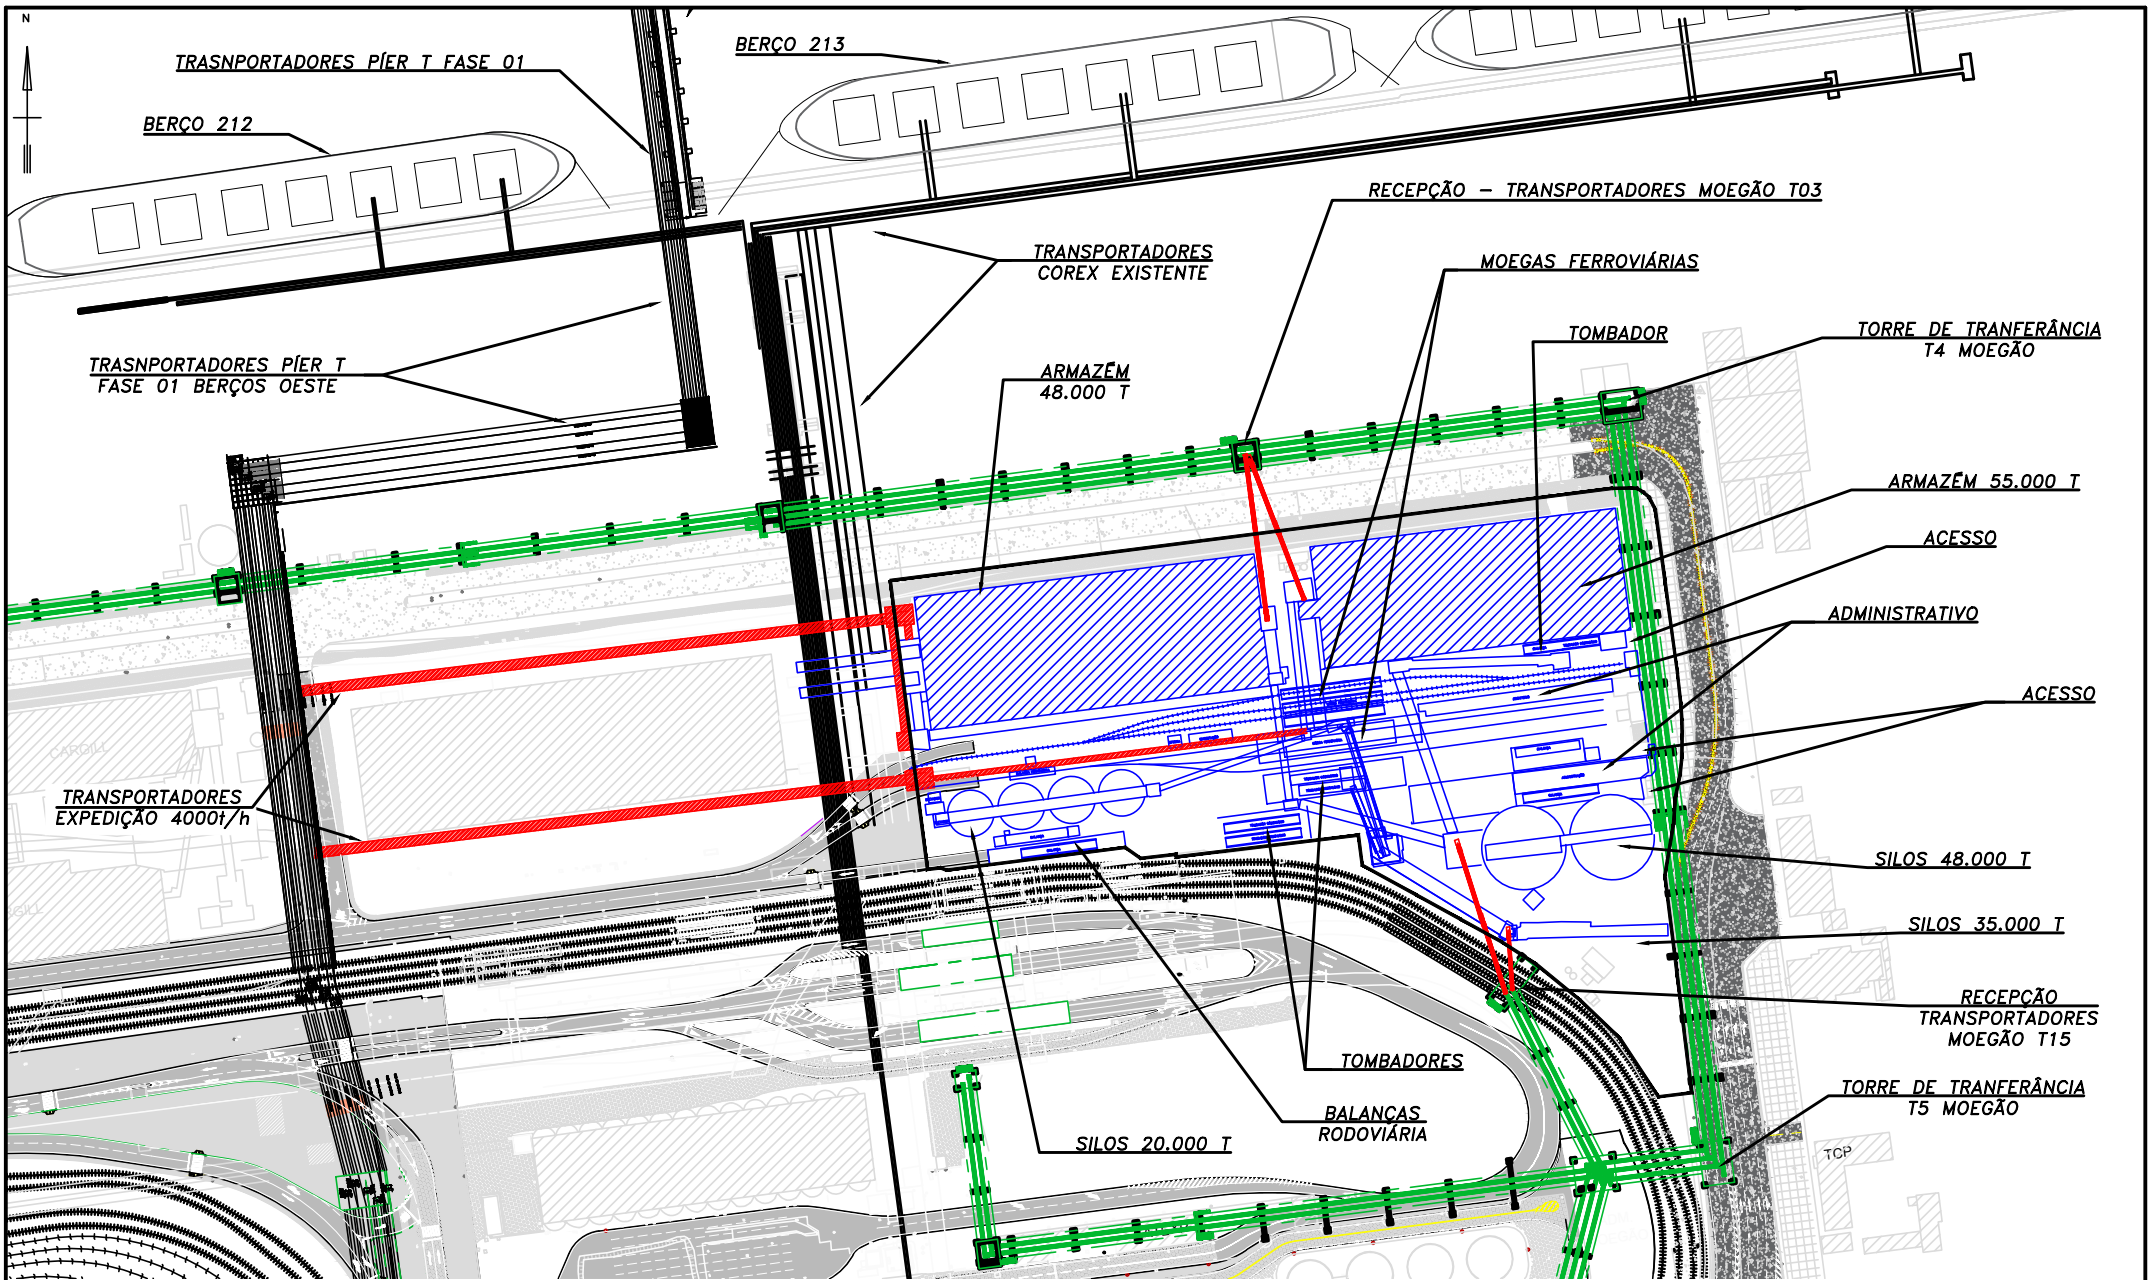 N
TRASNPORTADORES PÍER T FASE 01
BERÇO 213
BERÇO 212
RECEPÇÃO - TRANSPORTADORES MOEGÃO T03
TRANSPORTADORES
COREX EXISTENTE
MOEGAS FERROVIÁRIAS
TOMBADOR
TORRE DE TRANFERÂNCIA
T4 MOEGÃO
TRASNPORTADORES PÍER T
FASE 01 BERÇOS OESTE
ARMAZÉM
48.000 T
ARMAZÉM 55.000 T
ACESSO
ADMINISTRATIVO
ACESSO
CARGILL
TRANSPORTADORES
EXPEDIÇÃO 4000t/h
SILOS 48.000 T
SILOS 35.000 T
RECEPÇÃO
TRANSPORTADORES
MOEGÃO T15
TOMBADORES
TORRE DE TRANFERÂNCIA
T5 MOEGÃO
BALANÇAS
RODOVIÁRIA
SILOS 20.000 T
TCP